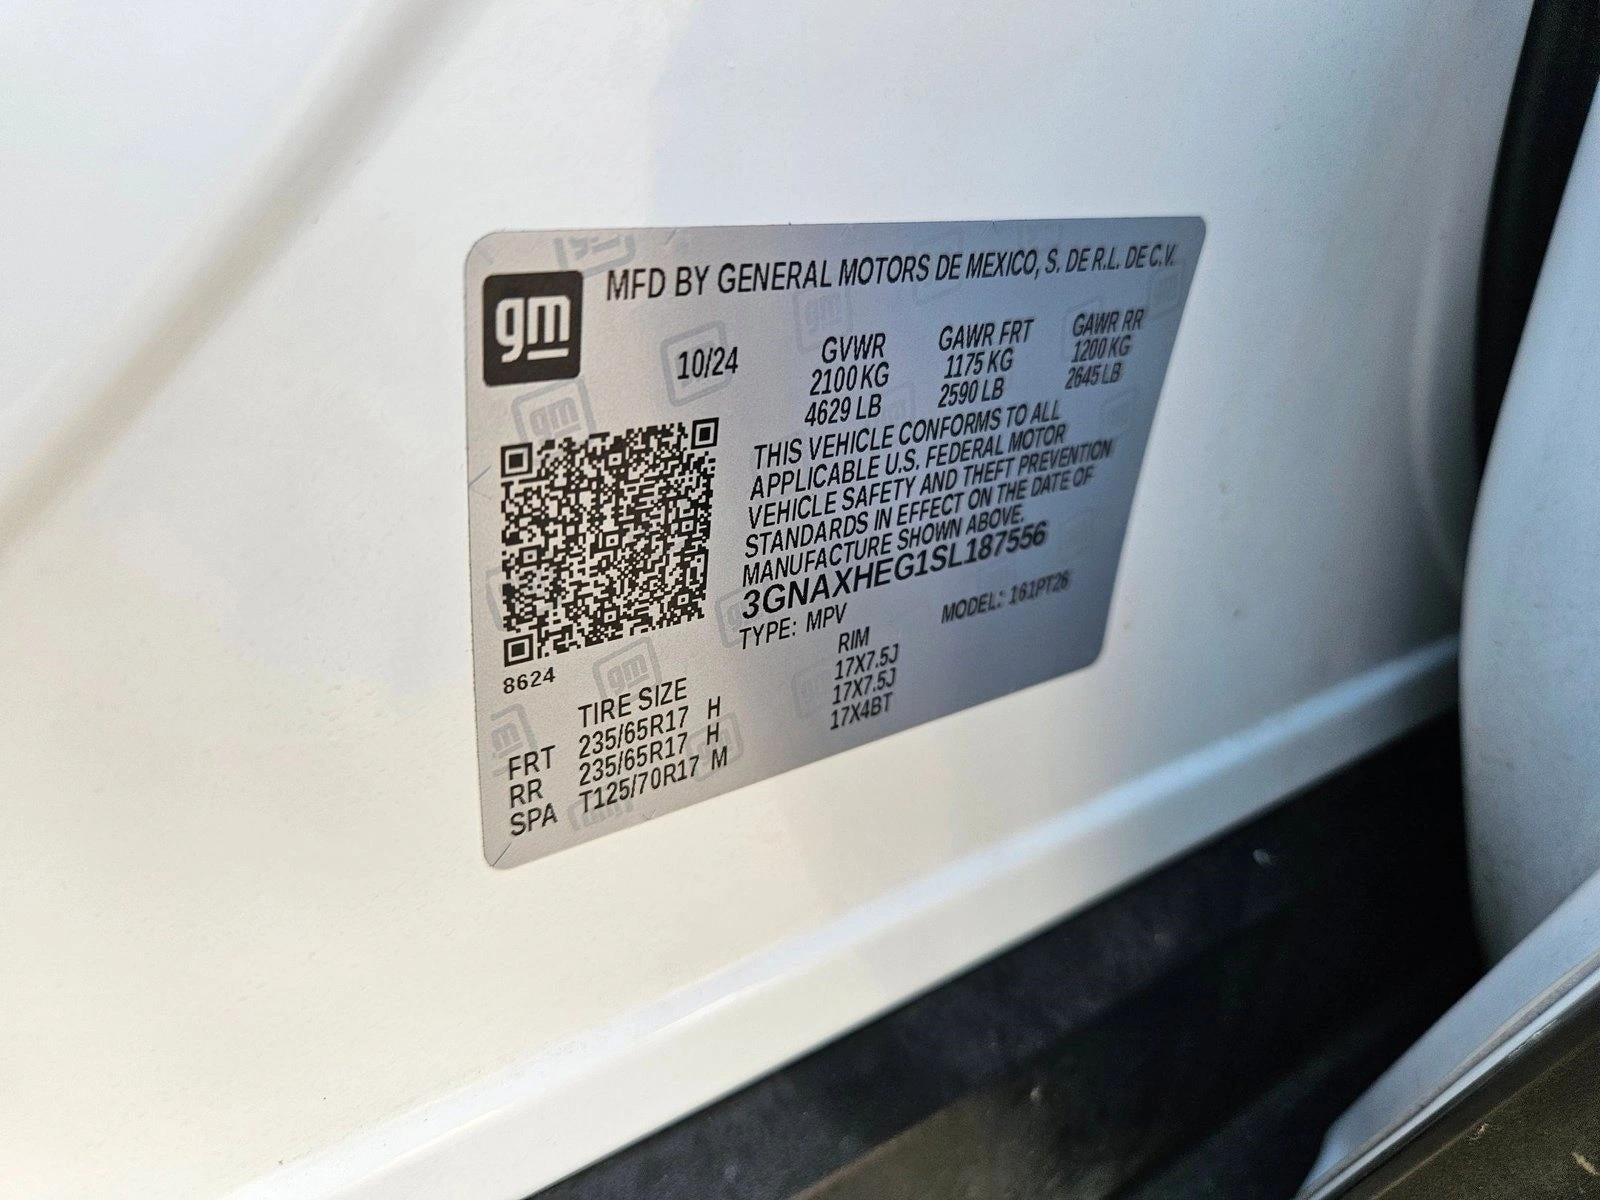 gm
MFD BY GENERAL MOTORS DE MEXICO, S. DE R.L. DE C.V.
10/24
GVWR GAWR FRT GAWR RR
2100 KG 1175 KG 1200 KG
4629 LB 2590 LB 2645 LB
THIS VEHICLE CONFORMS TO ALL
APPLICABLE U.S. FEDERAL MOTOR
VEHICLE SAFETY AND THEFT PREVENTION
STANDARDS IN EFFECT ON THE DATE OF
MANUFACTURE SHOWN ABOVE.
3GNAXHEG1SL187556
TYPE: MPV MODEL: 161PT26
8624
TIRE SIZE RIM
FRT 235/65R17 H 17X7.5J
RR 235/65R17 H 17X7.5J
SPA T125/70R17 M 17X4BT